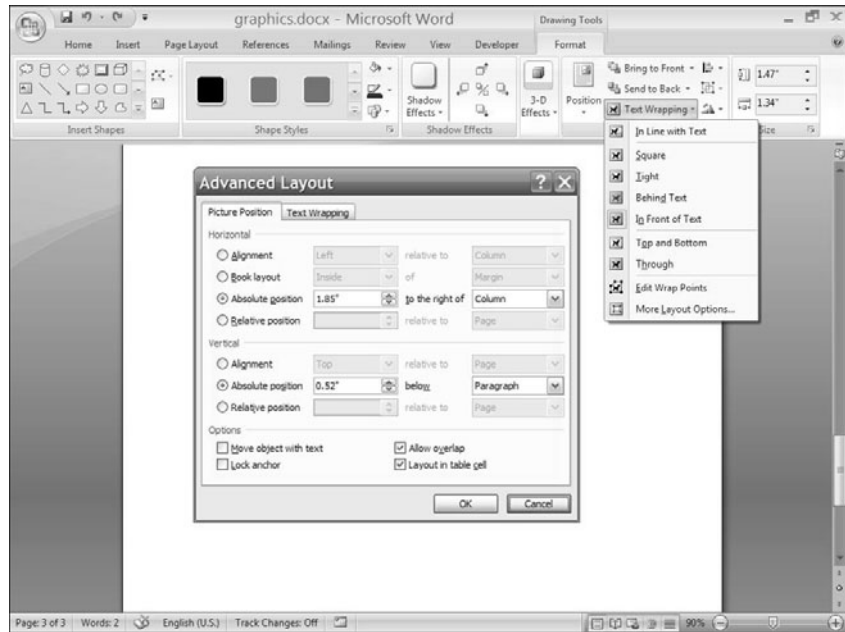 graphics.docx - Microsoft Word
Drawing Tools
Home Insert Page Layout References Mailings Review View Developer Format
Bring to Front
Send to Back
Text Wrapping
Shadow Effects
3-D Effects
Position
1.47"
1.34"
Insert Shapes
Shape Styles
Shadow Effects
Size
In Line with Text
Square
Tight
Behind Text
In Front of Text
Top and Bottom
Through
Edit Wrap Points
More Layout Options...
Advanced Layout
Picture Position Text Wrapping
Horizontal
Alignment Left relative to Column
Book layout Inside of Margin
Absolute position 1.85" to the right of Column
Relative position relative to Page
Vertical
Alignment Top relative to Page
Absolute position 0.52" below Paragraph
Relative position relative to Page
Options
Move object with text Allow overlap
Lock anchor Layout in table cell
OK Cancel
Page: 3 of 3 Words: 2 English (U.S.) Track Changes: Off 90%